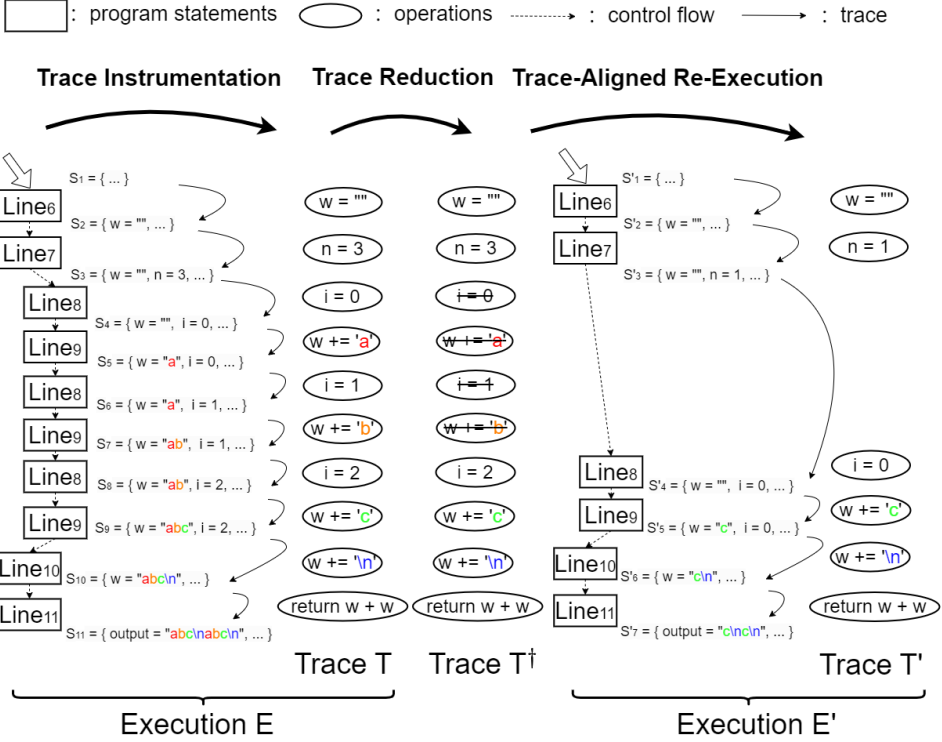 : program statements : operations : control flow : trace
Trace Instrumentation Trace Reduction Trace-Aligned Re-Execution
S1 = { ... } S'1 = { ... }
Line6 w = "" w = "" Line6 w = ""
S2 = { w = "", ... } S'2 = { w = "", ... }
Line7 n = 3 n = 3 Line7 n = 1
S3 = { w = "", n = 3, ... } S'3 = { w = "", n = 1, ... }
Line8 i = 0 i = 0
S4 = { w = "", i = 0, ... }
Line9 w += 'a' w += 'a'
S5 = { w = "a", i = 0, ... }
Line8 i = 1 i = 1
S6 = { w = "a", i = 1, ... }
Line9 w += 'b' w += 'b'
S7 = { w = "ab", i = 1, ... }
Line8 i = 2 i = 2 Line8 i = 0
S8 = { w = "ab", i = 2, ... } S'4 = { w = "", i = 0, ... }
Line9 w += 'c' w += 'c' Line9 w += 'c'
S9 = { w = "abc", i = 2, ... } S'5 = { w = "c", i = 0, ... }
Line10 w += '\n' w += '\n' Line10 w += '\n'
S10 = { w = "abc\n", ... } S'6 = { w = "c\n", ... }
Line11 return w + w return w + w Line11 return w + w
S11 = { output = "abc\nabc\n", ... } S'7 = { output = "c\nc\n", ... }
Trace T Trace T† Trace T'
Execution E Execution E'